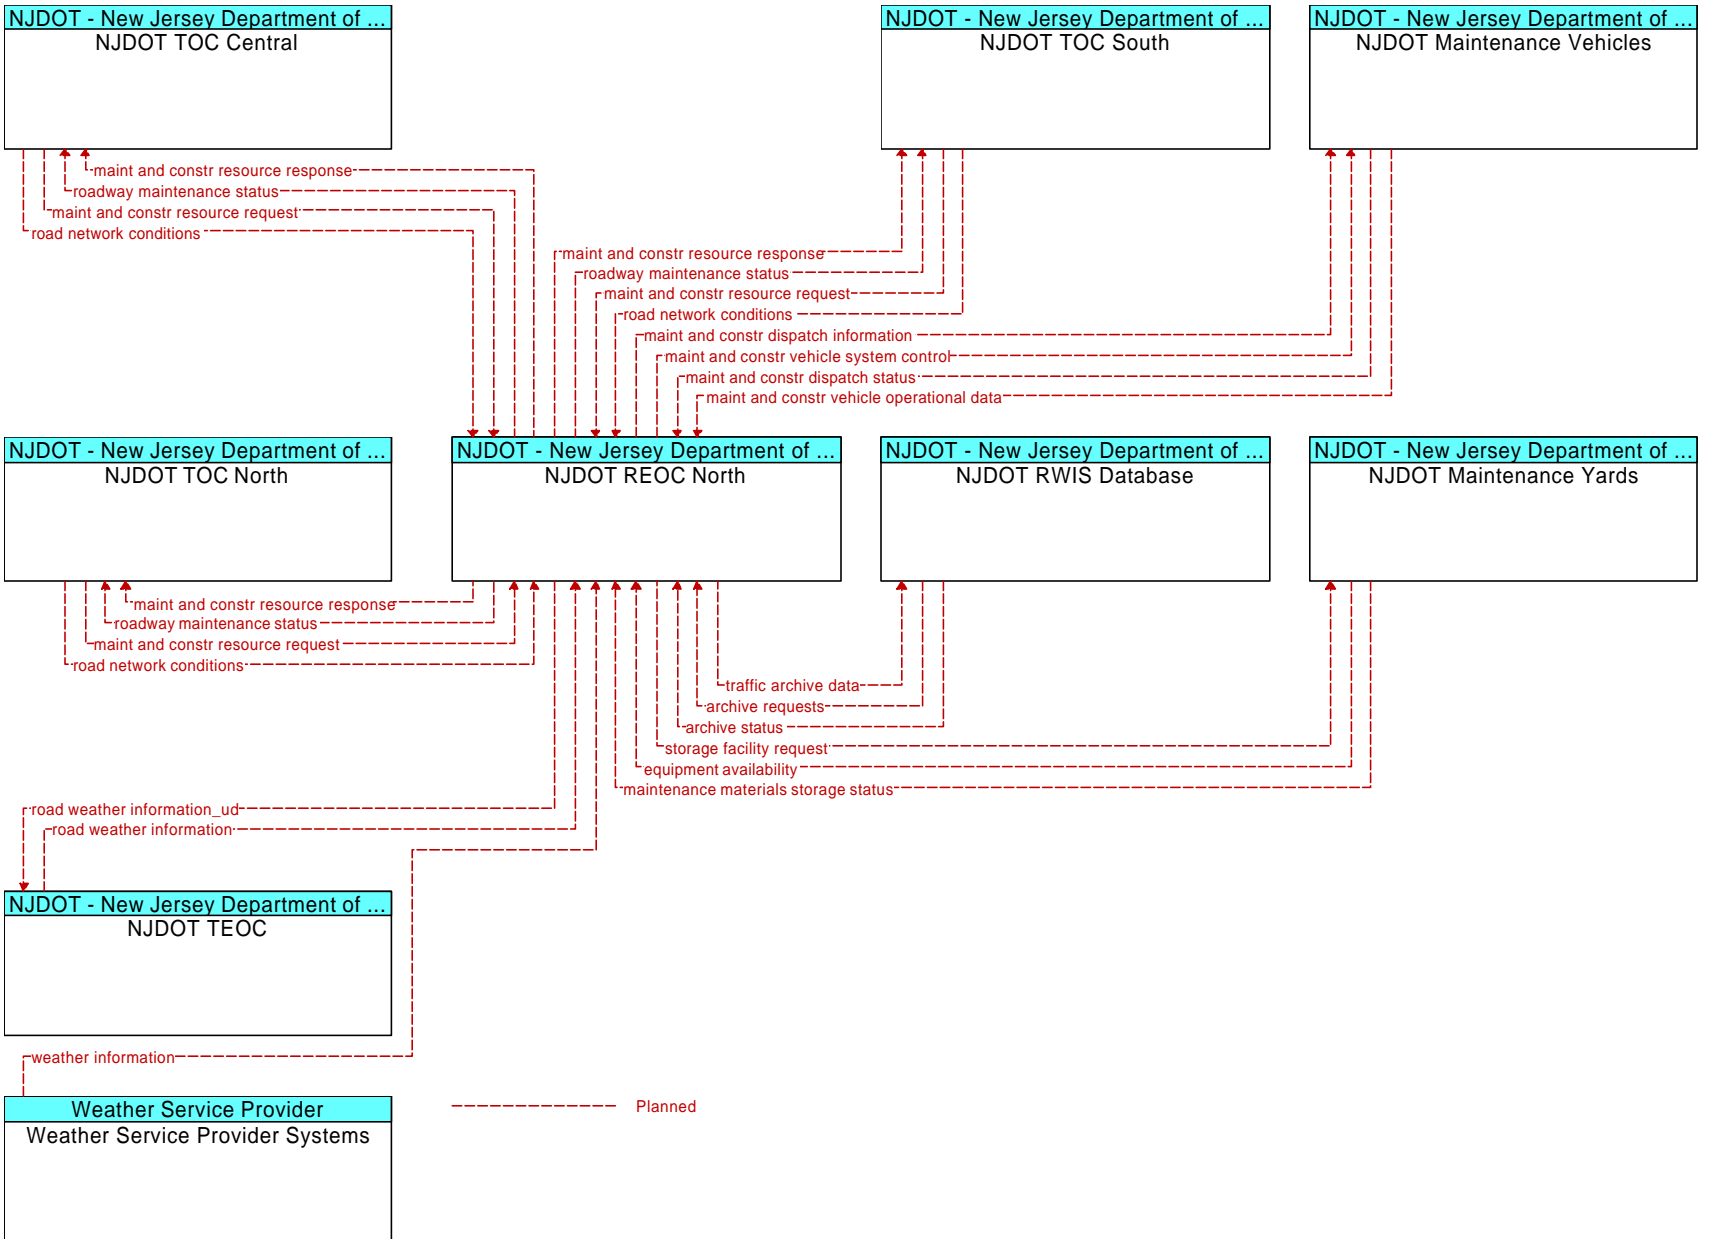 NJDOT - New Jersey Department of ...
NJDOT TOC Central
NJDOT - New Jersey Department of ...
NJDOT TOC South
NJDOT - New Jersey Department of ...
NJDOT Maintenance Vehicles
maint and constr resource response
roadway maintenance status
maint and constr resource request
road network conditions
maint and constr resource response
roadway maintenance status
maint and constr resource request
road network conditions
maint and constr dispatch information
maint and constr vehicle system control
maint and constr dispatch status
maint and constr vehicle operational data
NJDOT - New Jersey Department of ...
NJDOT TOC North
NJDOT - New Jersey Department of ...
NJDOT REOC North
NJDOT - New Jersey Department of ...
NJDOT RWIS Database
NJDOT - New Jersey Department of ...
NJDOT Maintenance Yards
maint and constr resource response
roadway maintenance status
maint and constr resource request
road network conditions
traffic archive data
archive requests
archive status
storage facility request
equipment availability
maintenance materials storage status
road weather information_ud
road weather information
NJDOT - New Jersey Department of ...
NJDOT TEOC
weather information
Weather Service Provider
Weather Service Provider Systems
Planned